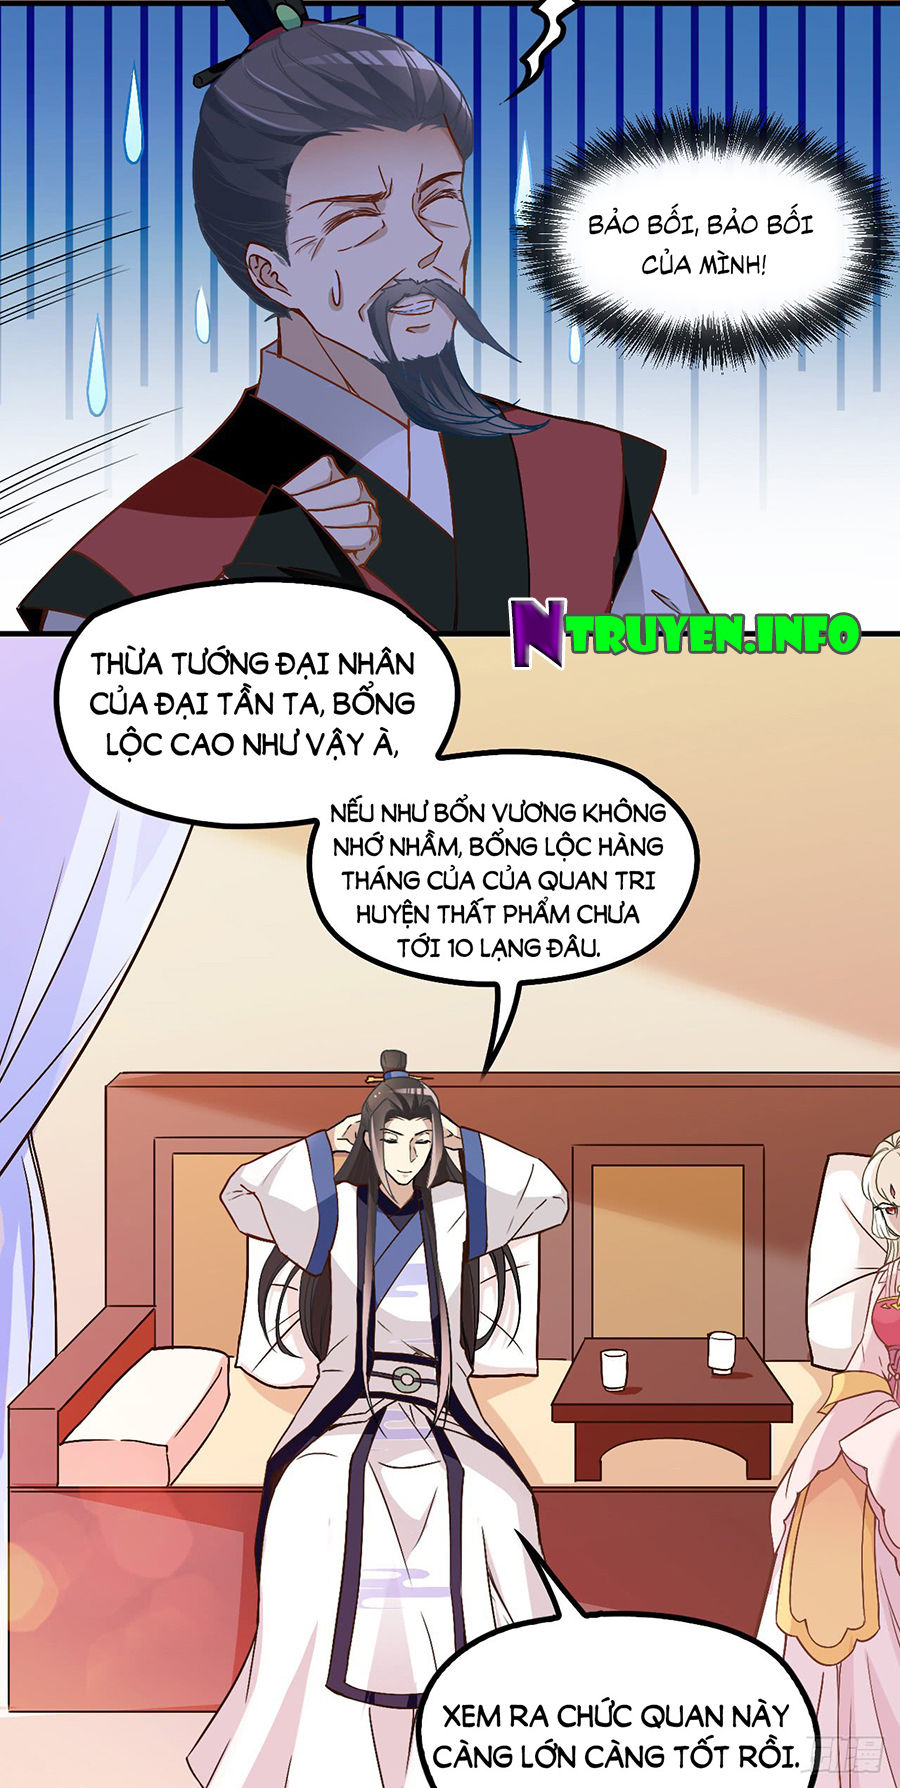 BẢO BỐI, BẢO BỐI
CỦA MÌNH!
NTRUYEN.INFO
THỪA TƯỚNG ĐẠI NHÂN
CỦA ĐẠI TẦN TA, BỔNG
LỘC CAO NHƯ VẬY À,
NẾU NHƯ BỔN VƯƠNG KHÔNG
NHỚ NHẦM, BỔNG LỘC HÀNG
THÁNG CỦA CỦA QUAN TRI
HUYỆN THẤT PHẨM CHƯA
TỚI 10 LẠNG ĐÂU.
XEM RA CHỨC QUAN NÀY
CÀNG LỚN CÀNG TỐT RỒI.